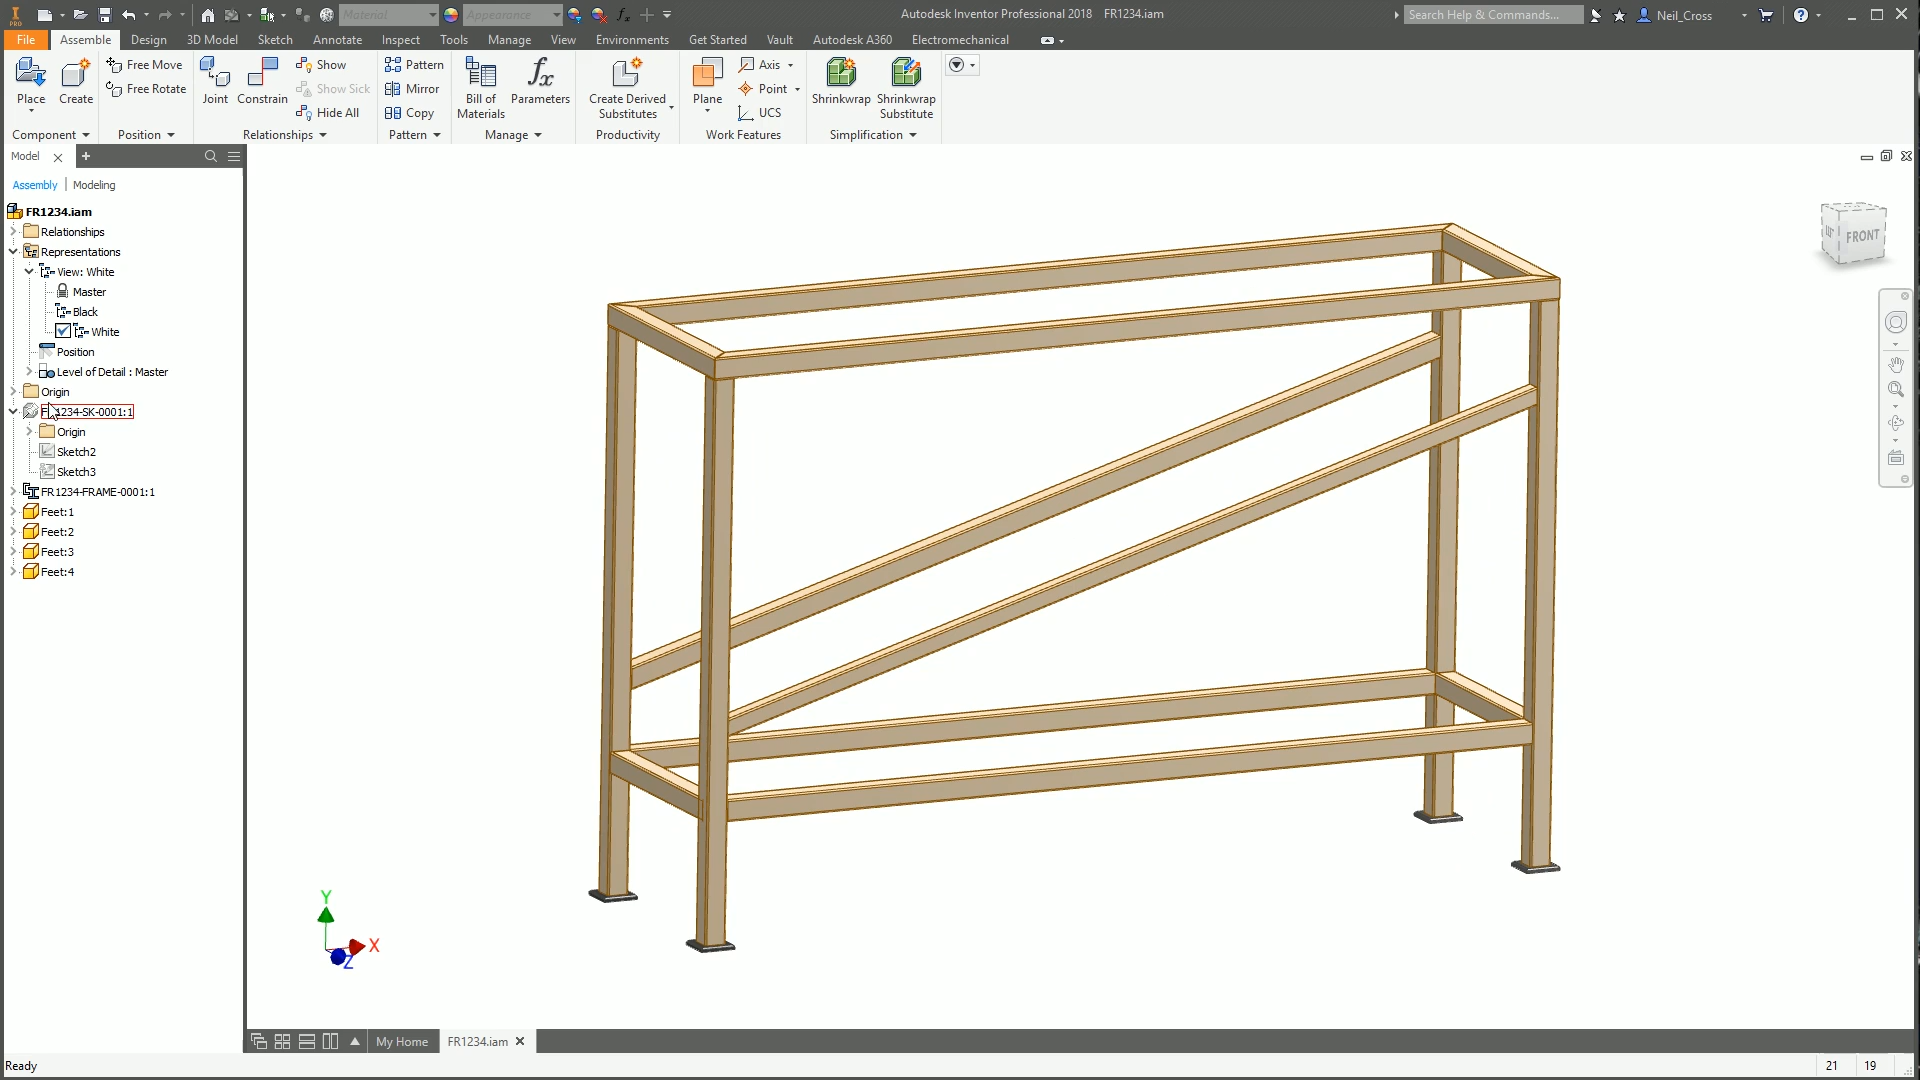 Material
Appearance
Autodesk Inventor Professional 2018 FR1234.iam
Search Help & Commands...
Neil_Cross
File Assemble Design 3D Model Sketch Annotate Inspect Tools Manage View Environments Get Started Vault Autodesk A360 Electromechanical
Place
Create
Component
Free Move
Free Rotate
Position
Joint
Constrain
Show
Show Sick
Hide All
Relationships
Pattern
Mirror
Copy
Pattern
Bill of
Materials
Parameters
Manage
Create Derived
Substitutes
Productivity
Plane
Axis
Point
UCS
Work Features
Shrinkwrap
Shrinkwrap
Substitute
Simplification
Model
Assembly Modeling
FR1234.iam
Relationships
Representations
View: White
Master
Black
White
Position
Level of Detail : Master
Origin
FR1234-SK-0001:1
Origin
Sketch2
Sketch3
FR1234-FRAME-0001:1
Feet:1
Feet:2
Feet:3
Feet:4
FRONT
Y
X
Z
My Home
FR1234.iam
Ready
21 19